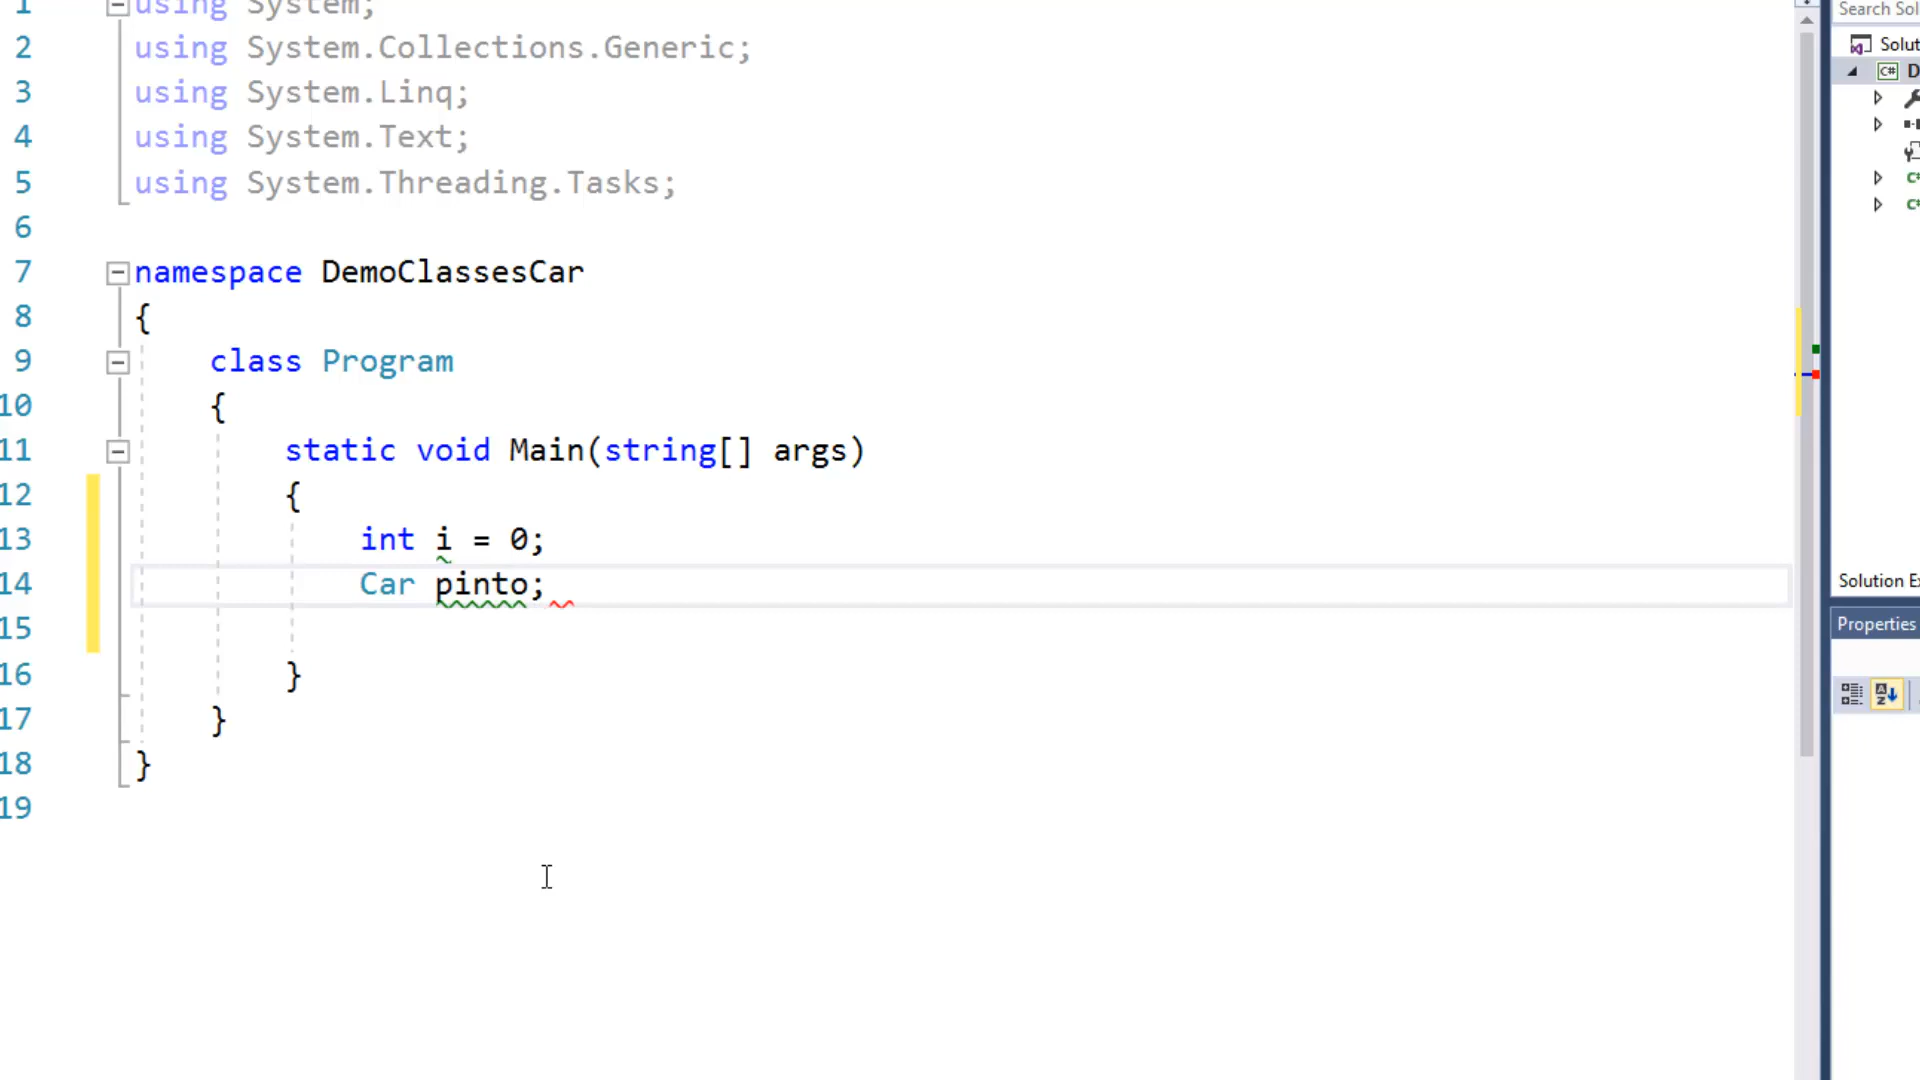 1 using System;
2 using System.Collections.Generic;
3 using System.Linq;
4 using System.Text;
5 using System.Threading.Tasks;
6
7 namespace DemoClassesCar
8 {
9 class Program
10 {
11 static void Main(string[] args)
12 {
13 int i = 0;
14 Car pinto;
15
16 }
17 }
18 }
19
Search Sol
Solut
C# D
Solution Ex
Properties